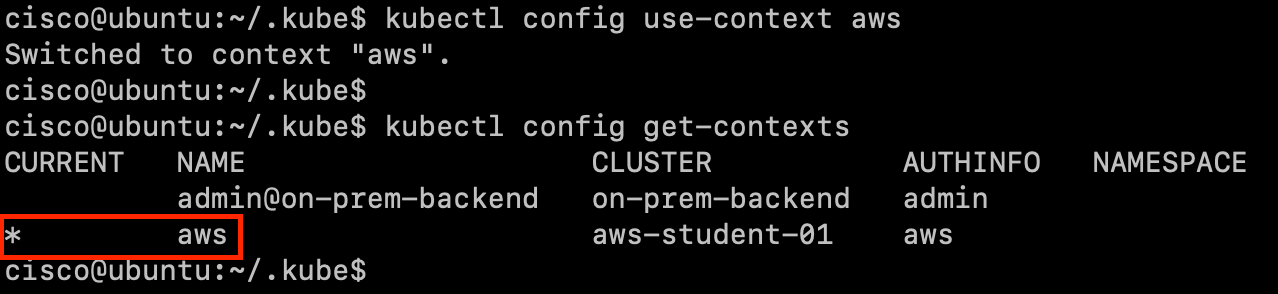 cisco@ubuntu:~/.kube$ kubectl config use-context aws
Switched to context "aws".
cisco@ubuntu:~/.kube$
cisco@ubuntu:~/.kube$ kubectl config get-contexts
CURRENT   NAME                    CLUSTER           AUTHINFO   NAMESPACE
          admin@on-prem-backend   on-prem-backend   admin
*         aws                     aws-student-01    aws
cisco@ubuntu:~/.kube$